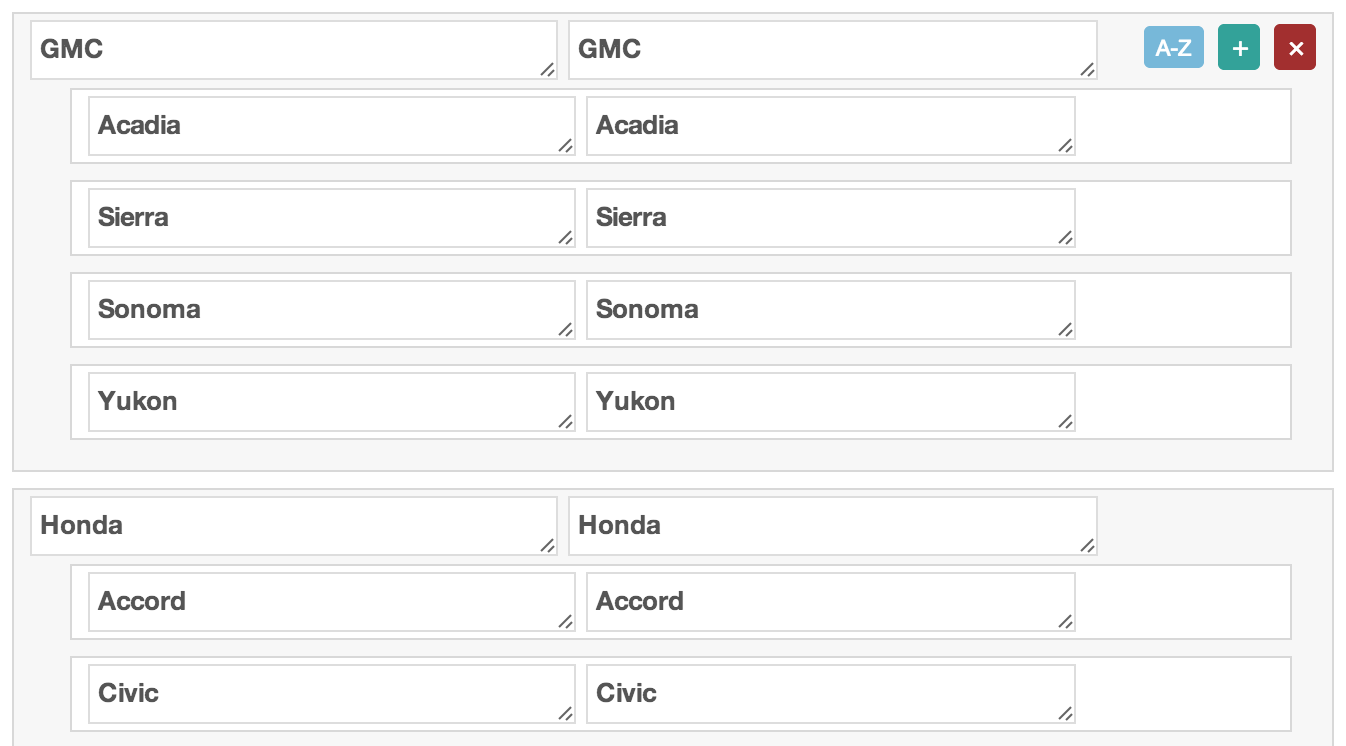 GMC GMC A-Z + ×
Acadia Acadia
Sierra Sierra
Sonoma Sonoma
Yukon Yukon
Honda Honda
Accord Accord
Civic Civic